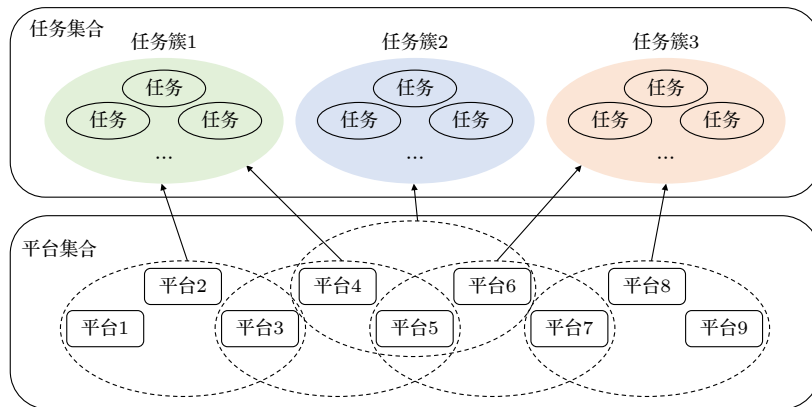 任务集合
任务簇1
任务簇2
任务簇3
任务
任务
任务
...
任务
任务
任务
...
任务
任务
任务
...
平台集合
平台2
平台4
平台6
平台8
平台1
平台3
平台5
平台7
平台9